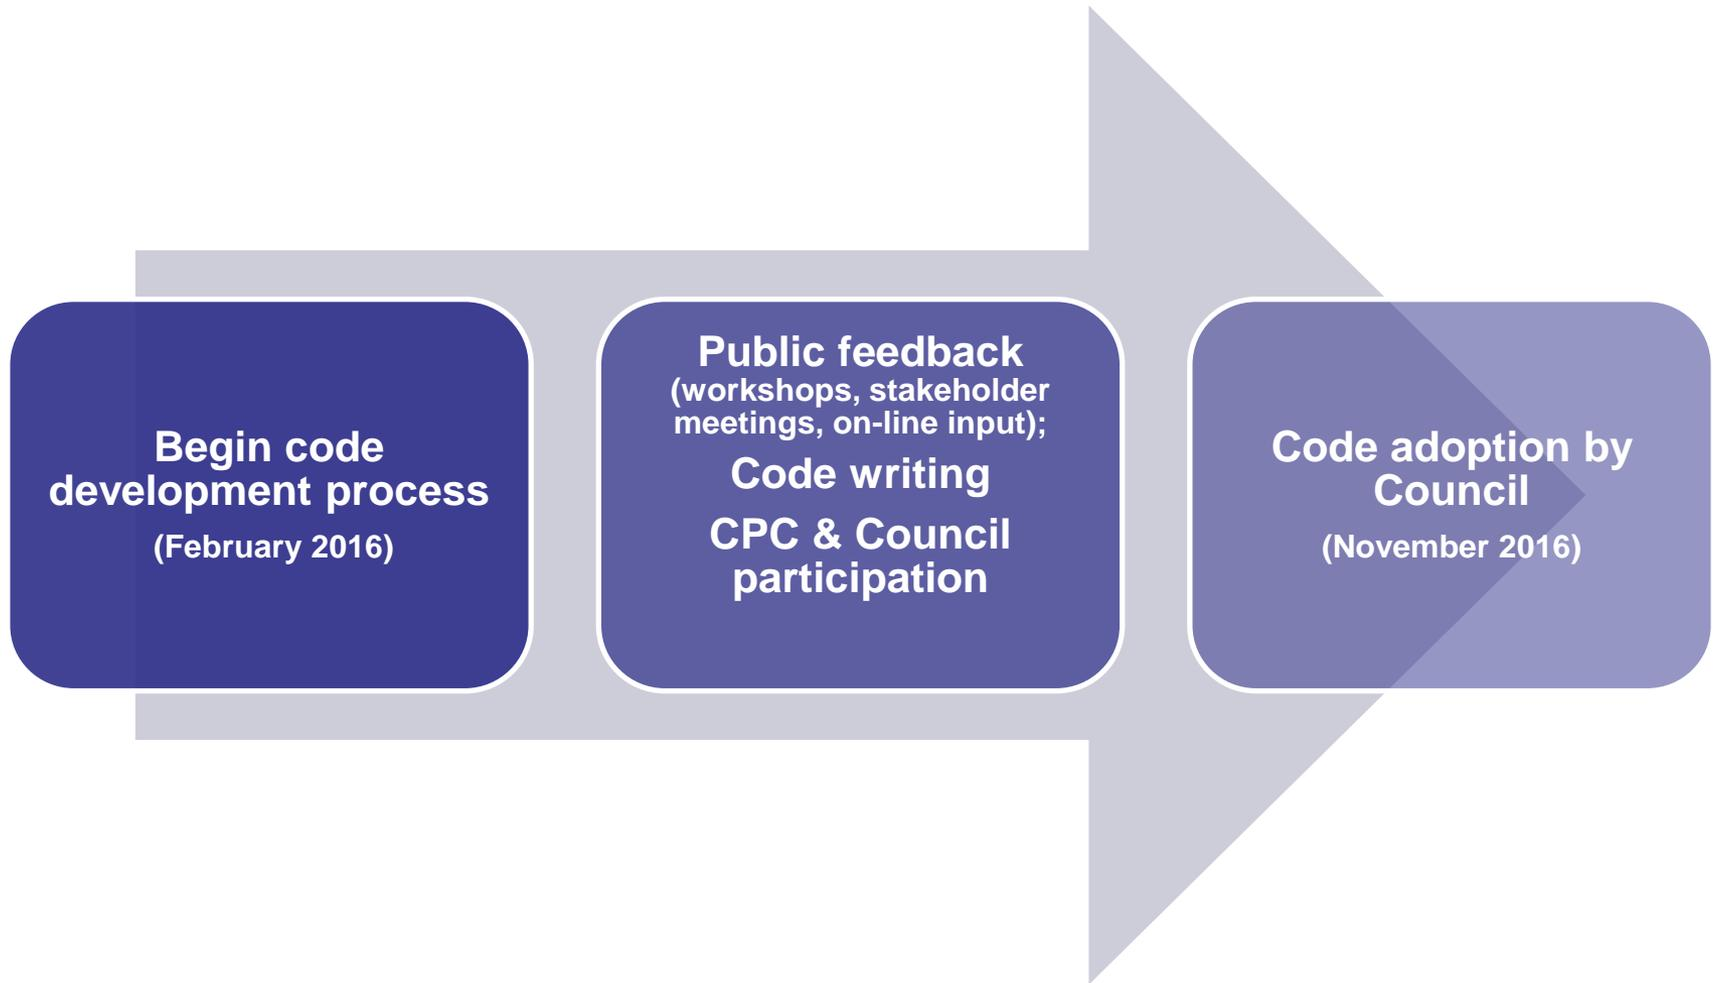 Begin code
development process
(February 2016)
Public feedback
(workshops, stakeholder
meetings, on-line input);
Code writing
CPC & Council
participation
Code adoption by
Council
(November 2016)